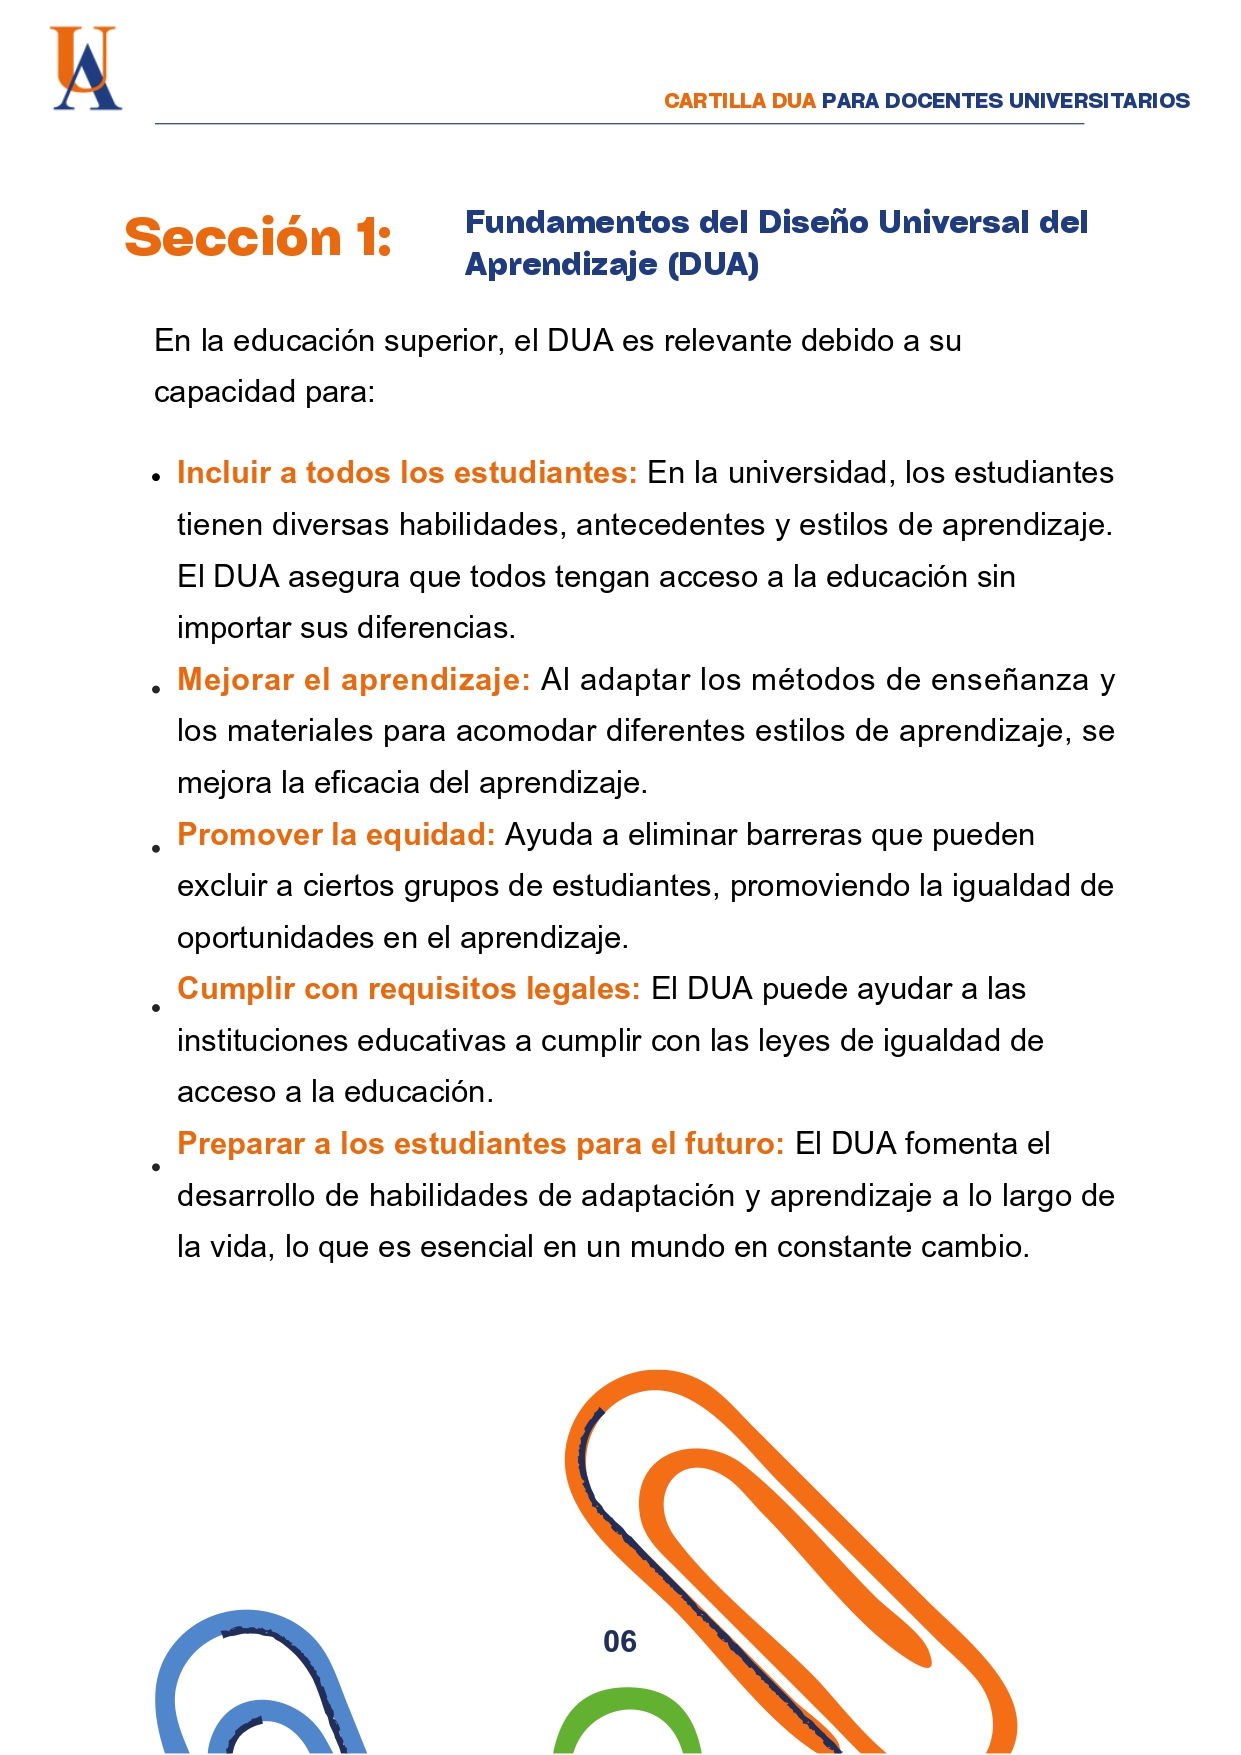 UA
CARTILLA DUA PARA DOCENTES UNIVERSITARIOS
Sección 1:
Fundamentos del Diseño Universal del
Aprendizaje (DUA)
En la educación superior, el DUA es relevante debido a su
capacidad para:
• Incluir a todos los estudiantes: En la universidad, los estudiantes
tienen diversas habilidades, antecedentes y estilos de aprendizaje.
El DUA asegura que todos tengan acceso a la educación sin
importar sus diferencias.
• Mejorar el aprendizaje: Al adaptar los métodos de enseñanza y
los materiales para acomodar diferentes estilos de aprendizaje, se
mejora la eficacia del aprendizaje.
• Promover la equidad: Ayuda a eliminar barreras que pueden
excluir a ciertos grupos de estudiantes, promoviendo la igualdad de
oportunidades en el aprendizaje.
• Cumplir con requisitos legales: El DUA puede ayudar a las
instituciones educativas a cumplir con las leyes de igualdad de
acceso a la educación.
• Preparar a los estudiantes para el futuro: El DUA fomenta el
desarrollo de habilidades de adaptación y aprendizaje a lo largo de
la vida, lo que es esencial en un mundo en constante cambio.
06